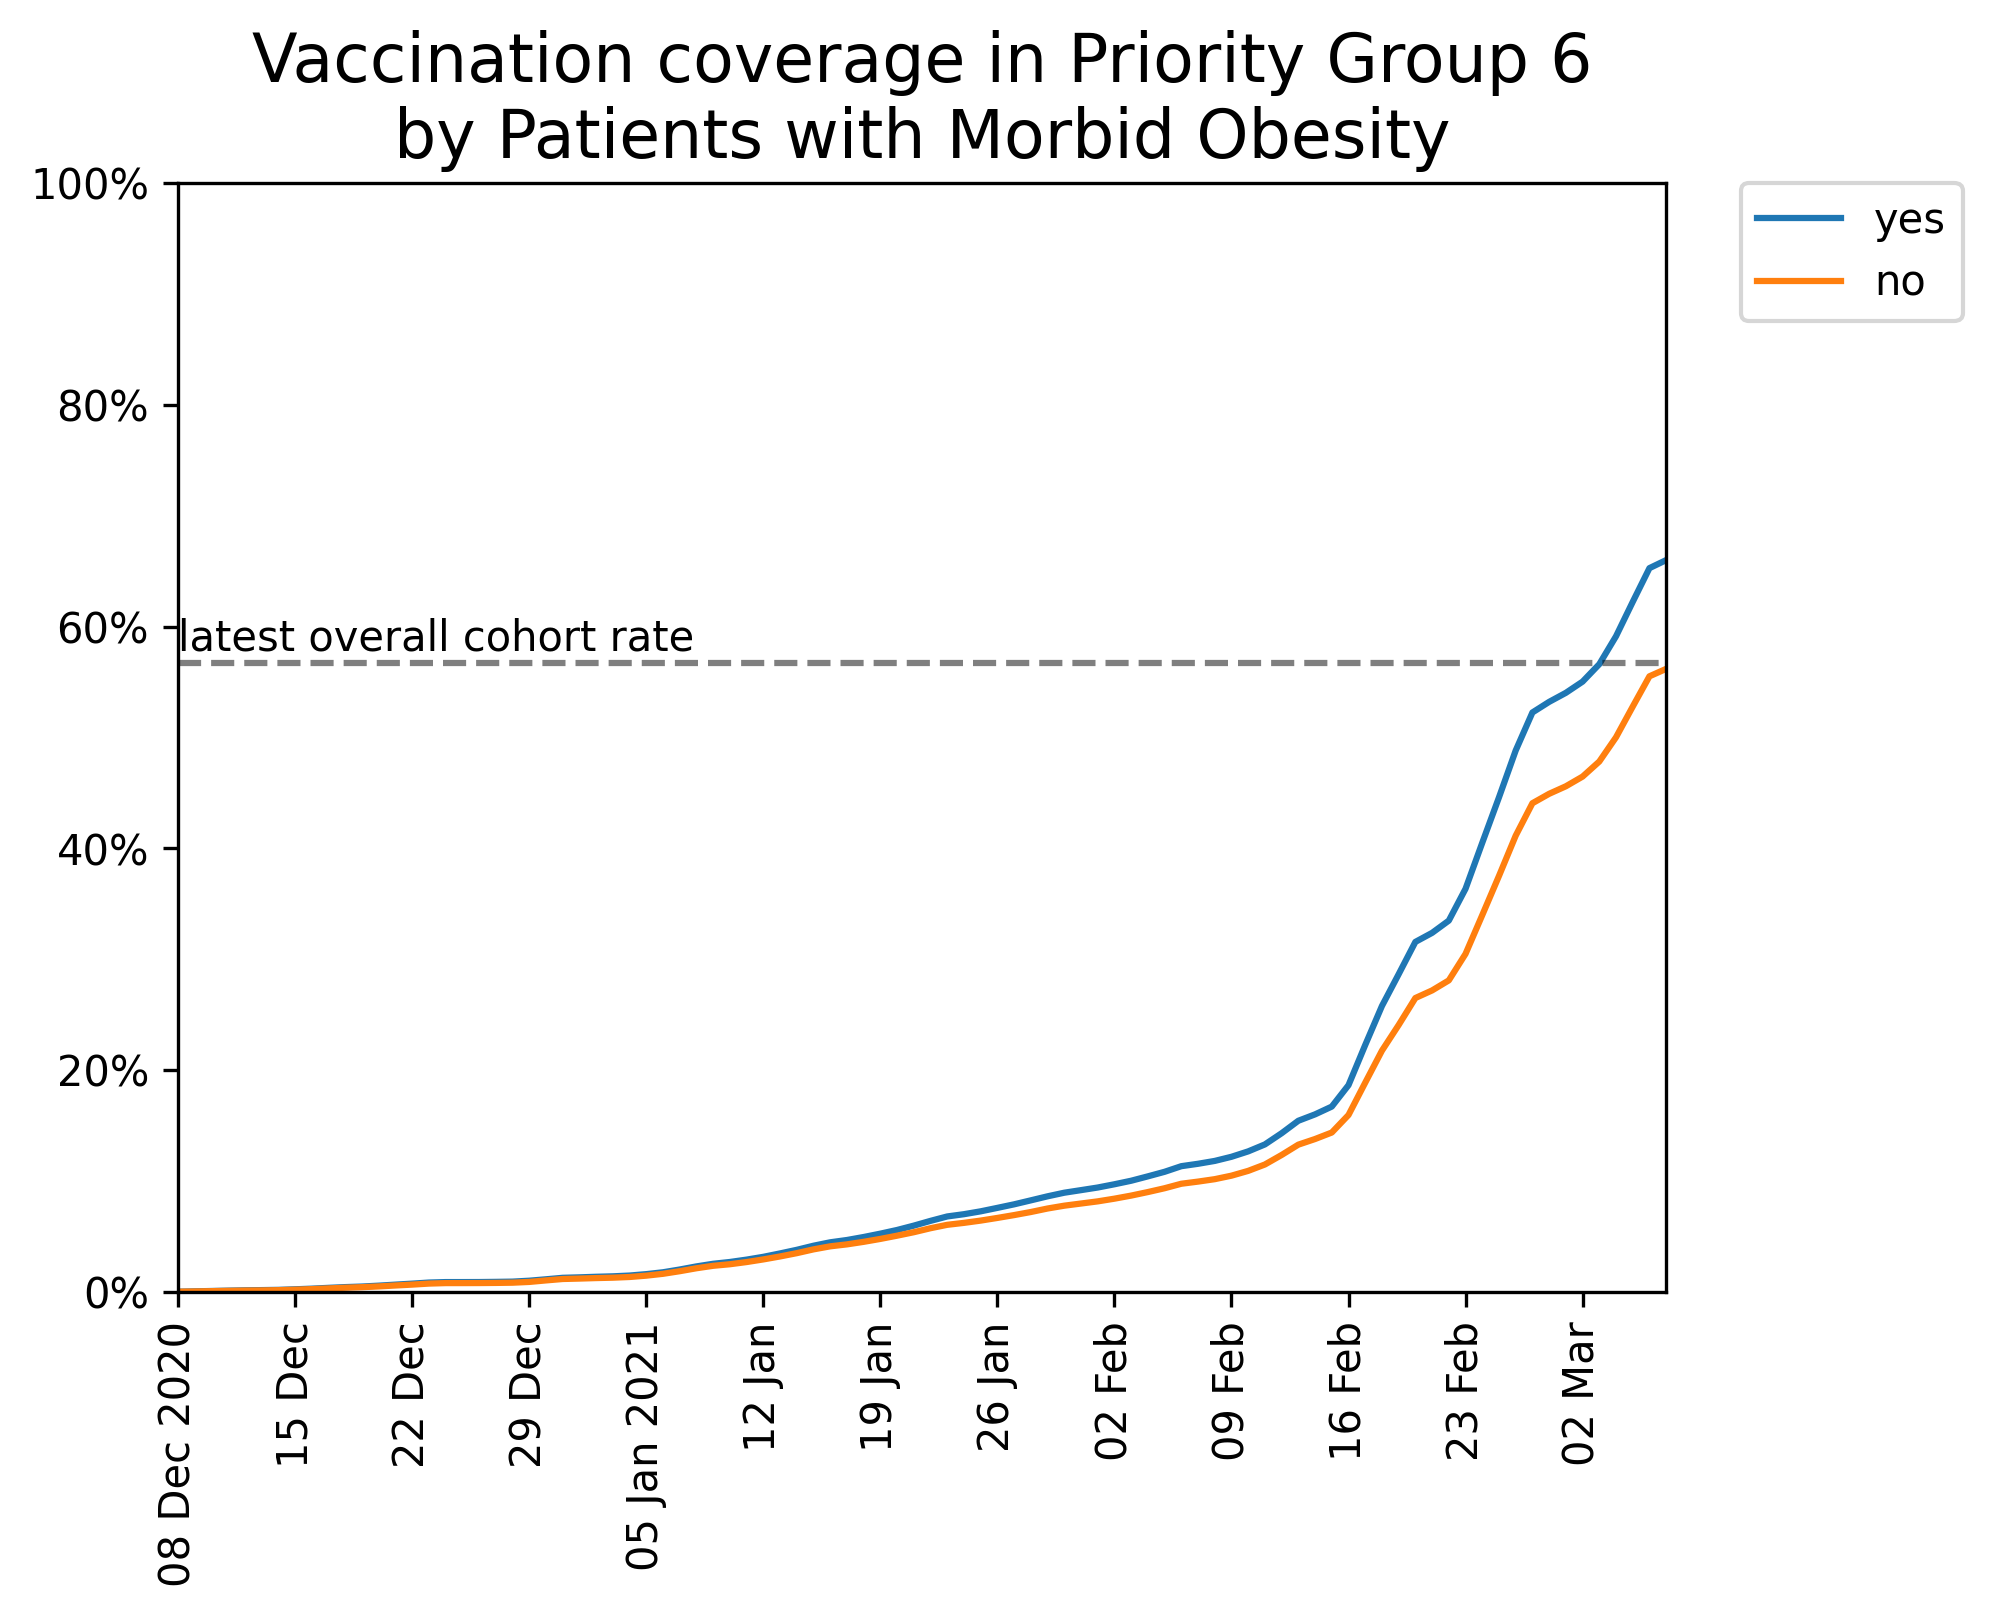 Vaccination coverage in Priority Group 6
by Patients with Morbid Obesity
100%
80%
60%
40%
20%
0%
latest overall cohort rate
yes
no
08 Dec 2020
15 Dec
22 Dec
29 Dec
05 Jan 2021
12 Jan
19 Jan
26 Jan
02 Feb
09 Feb
16 Feb
23 Feb
02 Mar